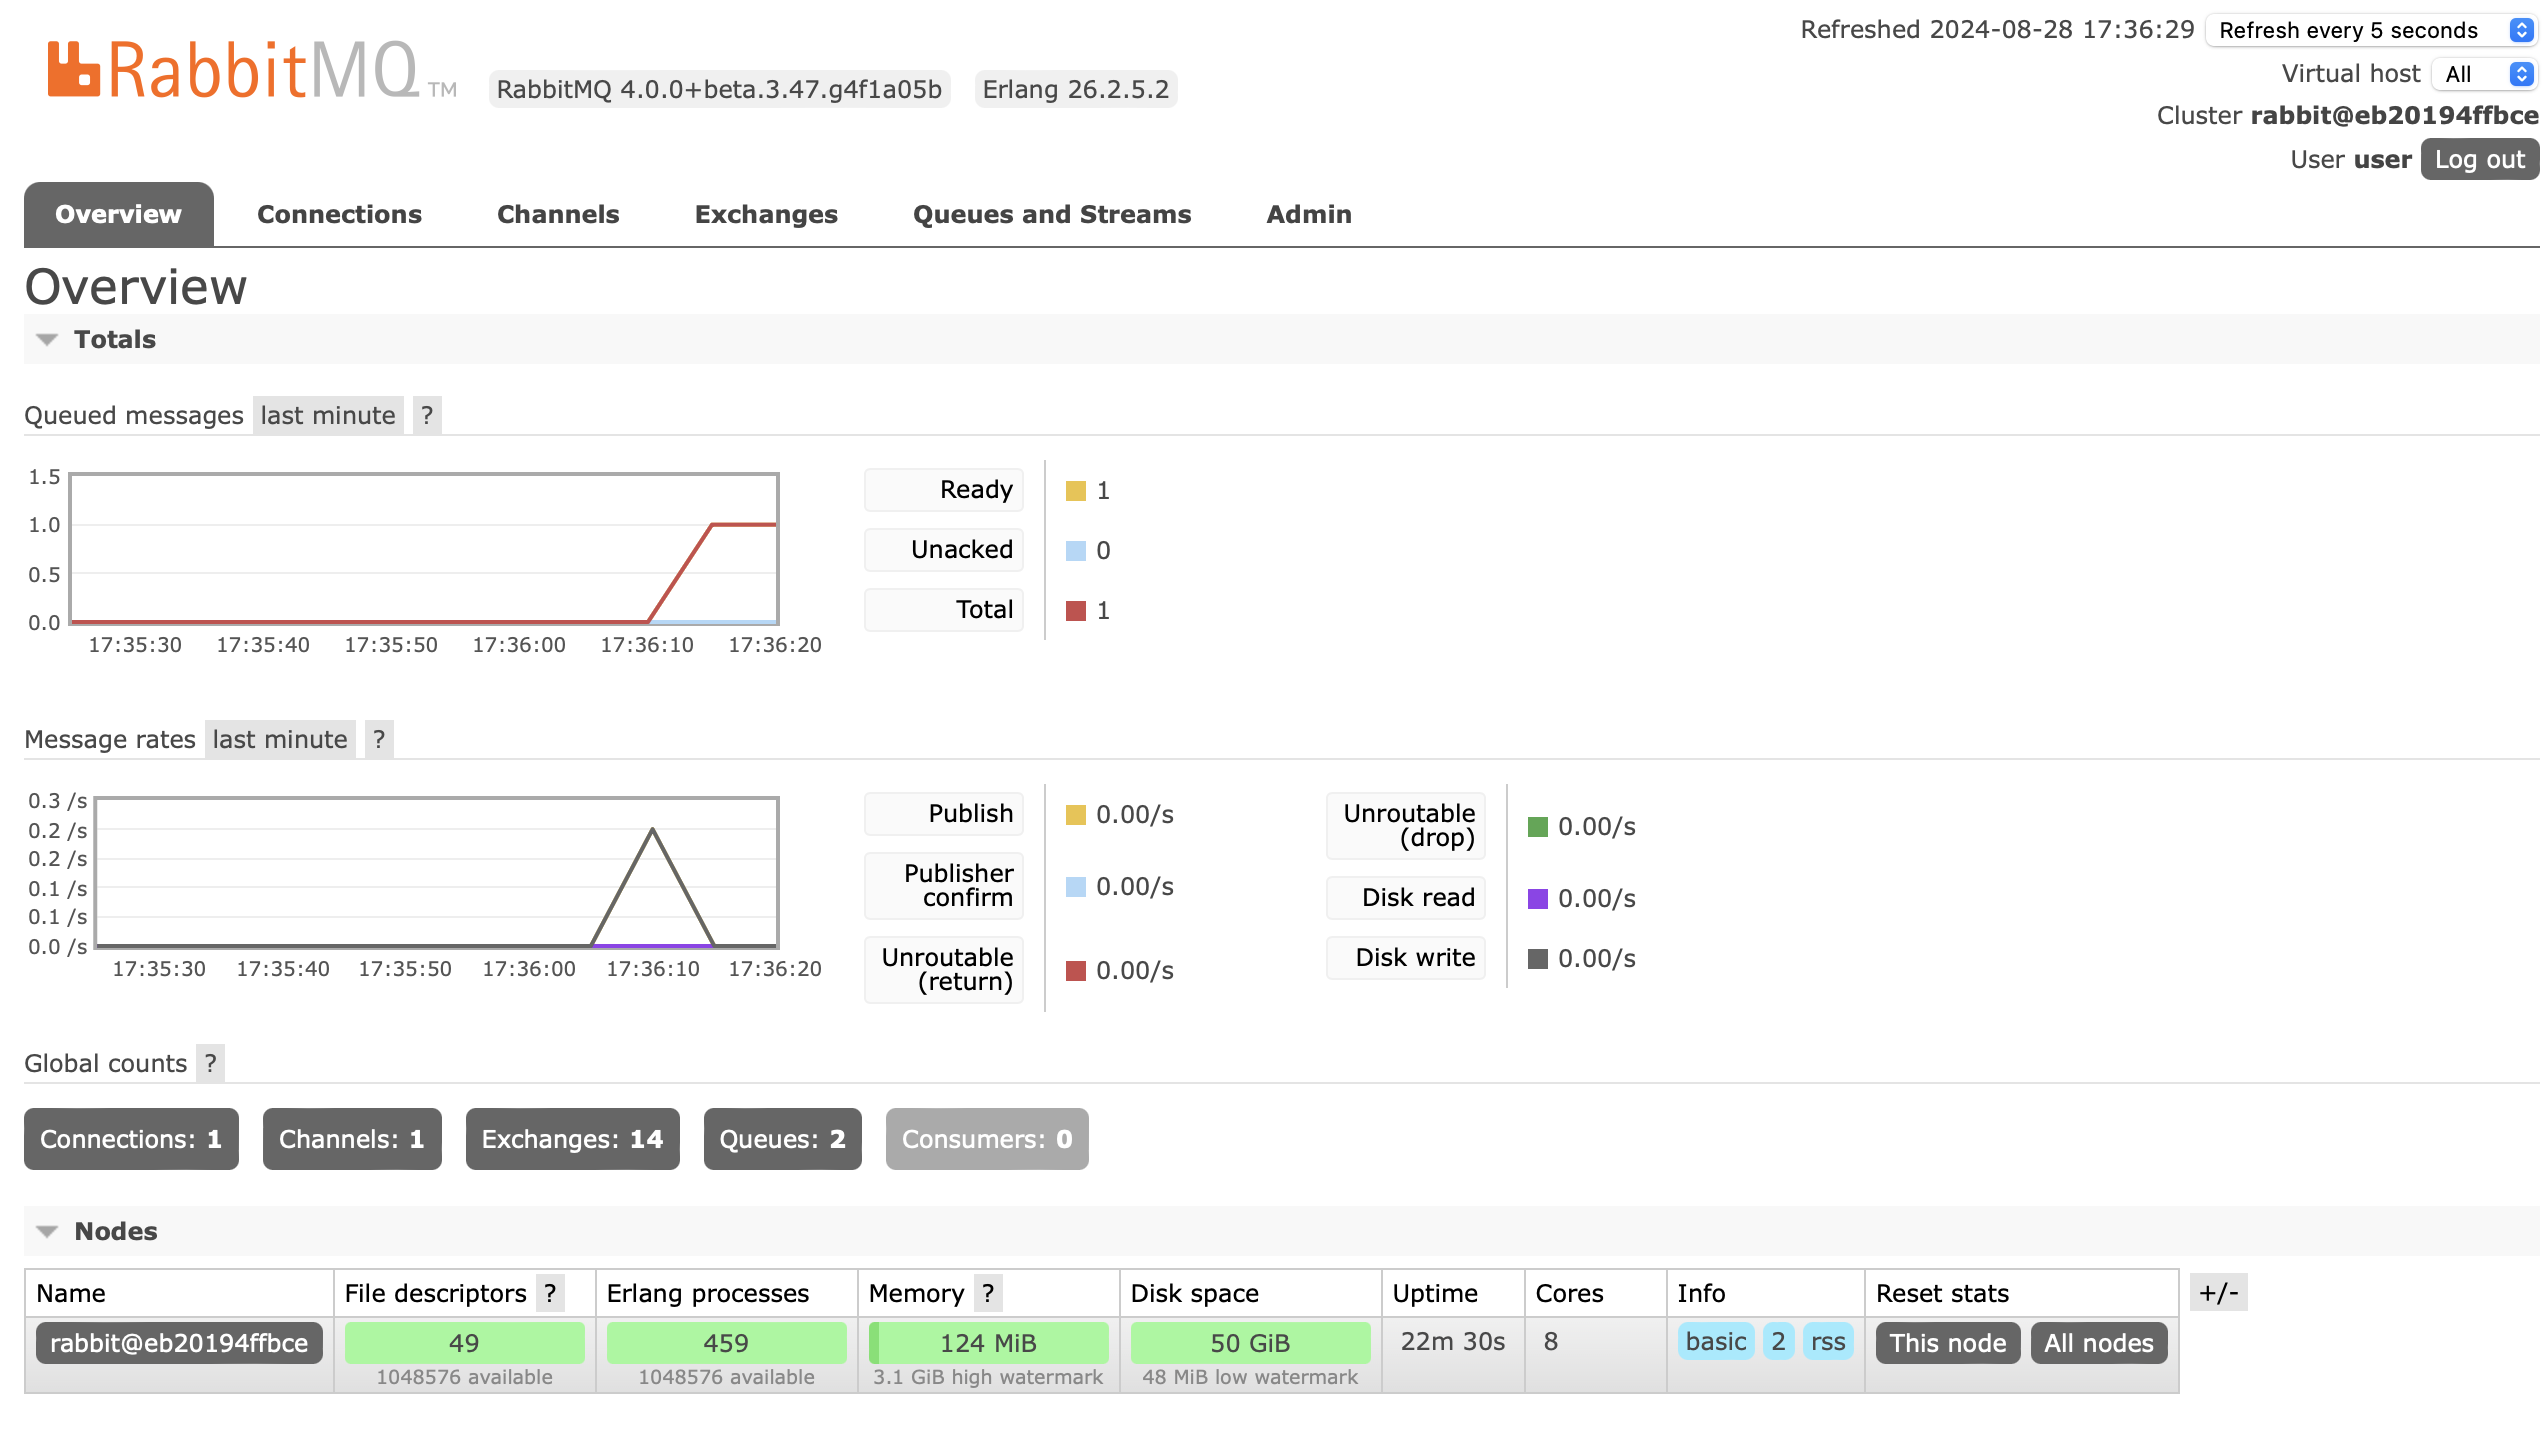 Refreshed 2024-08-28 17:36:29 Refresh every 5 seconds
RabbitMQ TM RabbitMQ 4.0.0+beta.3.47.g4f1a05b Erlang 26.2.5.2
Virtual host All
Cluster rabbit@eb20194ffbce
User user Log out
Overview Connections Channels Exchanges Queues and Streams Admin
Overview
Totals
Queued messages last minute ?
1.5
1.0
0.5
0.0
17:35:30 17:35:40 17:35:50 17:36:00 17:36:10 17:36:20
Ready 1
Unacked 0
Total 1
Message rates last minute ?
0.3 /s
0.2 /s
0.2 /s
0.1 /s
0.1 /s
0.0 /s
17:35:30 17:35:40 17:35:50 17:36:00 17:36:10 17:36:20
Publish 0.00/s
Publisher
confirm 0.00/s
Unroutable
(return) 0.00/s
Unroutable
(drop) 0.00/s
Disk read 0.00/s
Disk write 0.00/s
Global counts ?
Connections: 1 Channels: 1 Exchanges: 14 Queues: 2 Consumers: 0
Nodes
Name File descriptors ? Erlang processes Memory ? Disk space Uptime Cores Info Reset stats +/-
rabbit@eb20194ffbce 49 459 124 MiB 50 GiB 22m 30s 8 basic 2 rss This node All nodes
1048576 available 1048576 available 3.1 GiB high watermark 48 MiB low watermark